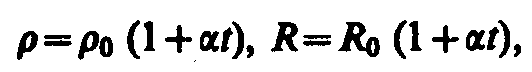 ρ=ρ₀ (1+αt), R=R₀ (1+αt),